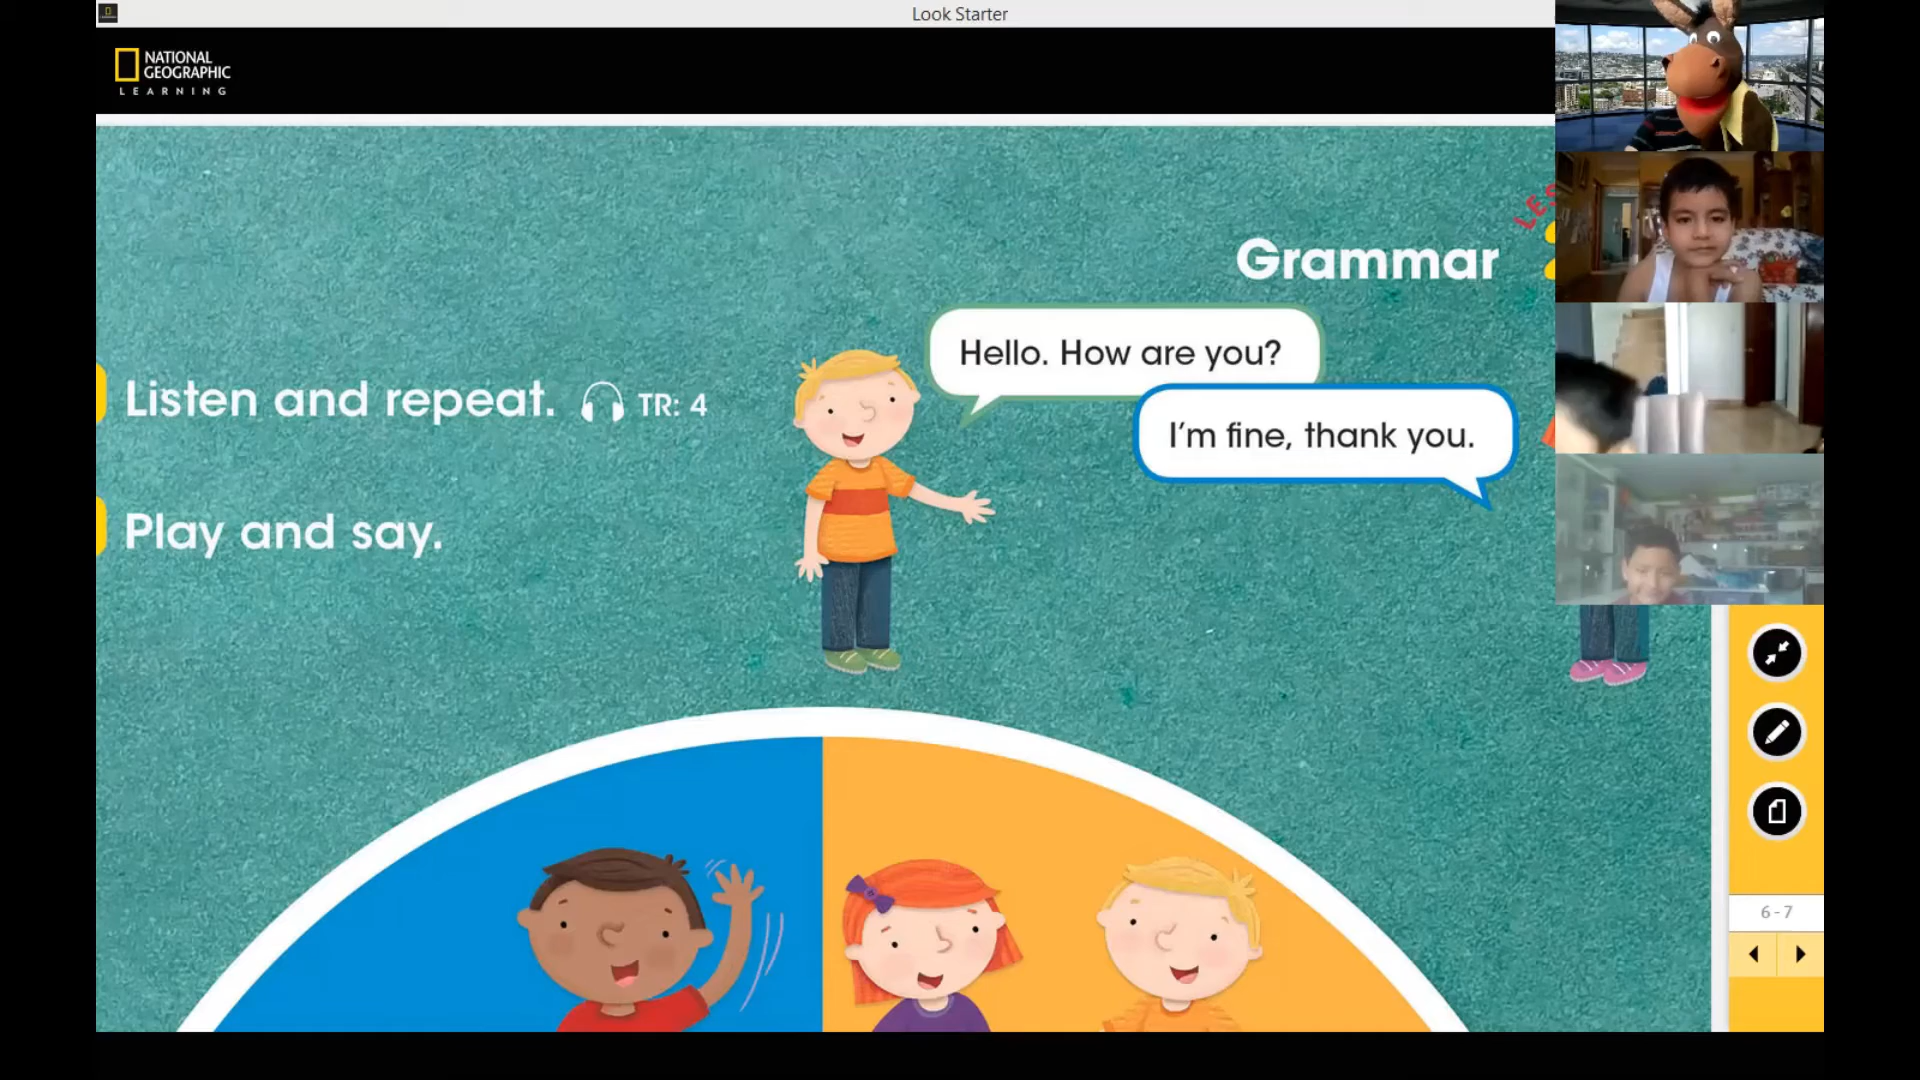 Look Starter
NATIONAL
GEOGRAPHIC
LEARNING
Grammar
Hello. How are you?
I'm fine, thank you.
Listen and repeat. TR: 4
Play and say.
6-7